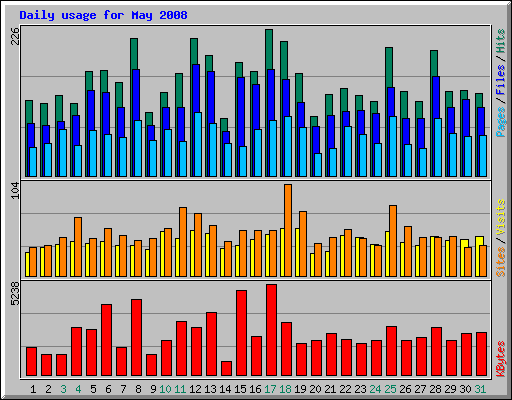 Daily usage for May 2008
226
Pages / Files / Hits
104
Sites / Visits
5238
KBytes
1 2 3 4 5 6 7 8 9 10 11 12 13 14 15 16 17 18 19 20 21 22 23 24 25 26 27 28 29 30 31